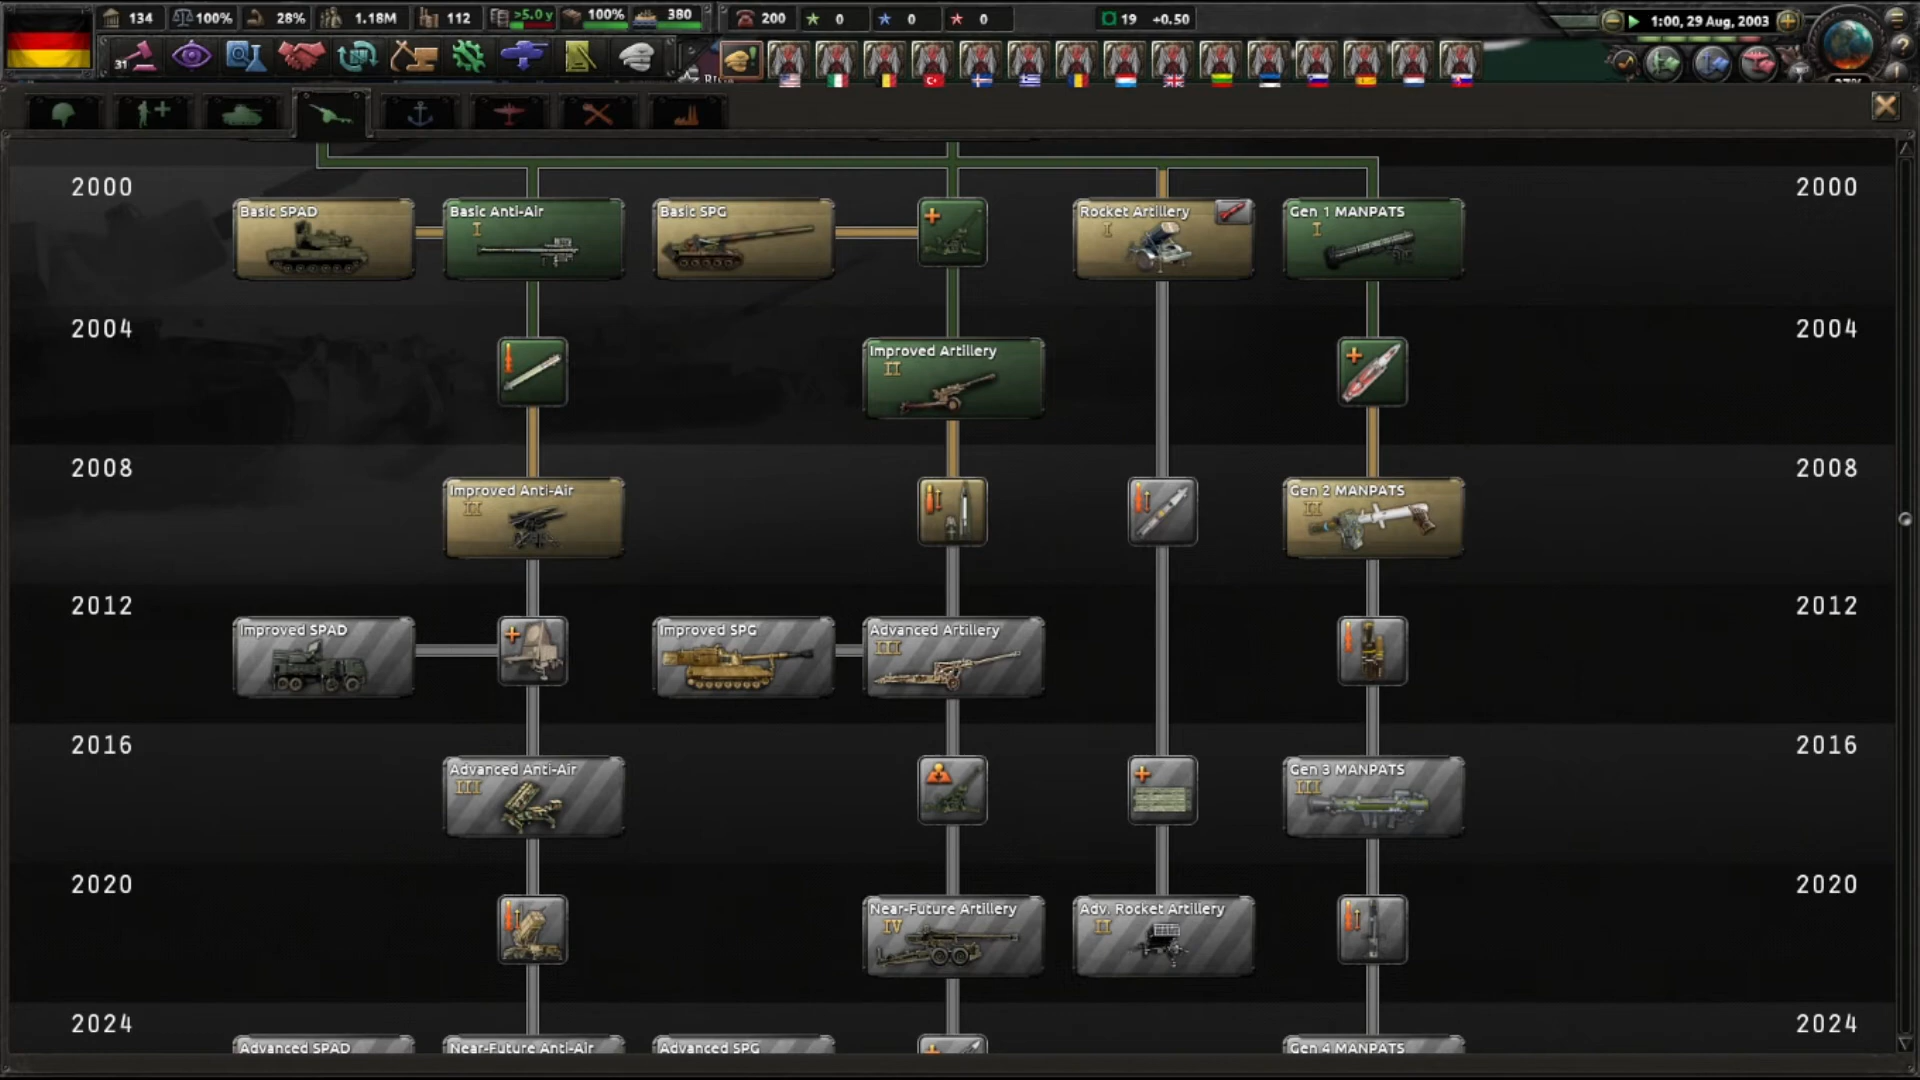 134 100% 28% 1.18M 112 >5.0 y 100% 380 200 0 0 0 19 +0.50 1:00, 29 Aug, 2003
31
2000 2000
Basic SPAD Basic Anti-Air Basic SPG Rocket Artillery Gen 1 MANPATS
I I I
2004 2004
Improved Artillery
II
2008 2008
Improved Anti-Air Gen 2 MANPATS
II II
2012 2012
Improved SPAD Improved SPG Advanced Artillery
III
2016 2016
Advanced Anti-Air Gen 3 MANPATS
III III
2020 2020
Near-Future Artillery Adv. Rocket Artillery
IV II
2024 2024
Advanced SPAD Near-Future Anti-Air Advanced SPG Gen 4 MANPATS